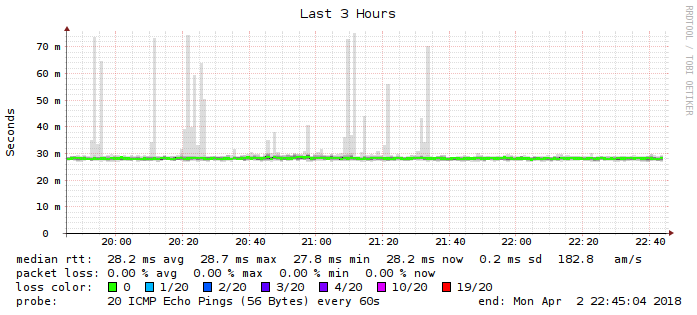 Last 3 Hours
RRDTOOL / TOBI OETIKER
Seconds
70 m
60 m
50 m
40 m
30 m
20 m
10 m
0
20:00 20:20 20:40 21:00 21:20 21:40 22:00 22:20 22:40
median rtt: 28.2 ms avg 28.7 ms max 27.8 ms min 28.2 ms now 0.2 ms sd 182.8 am/s
packet loss: 0.00 % avg 0.00 % max 0.00 % min 0.00 % now
loss color: 0 1/20 2/20 3/20 4/20 10/20 19/20
probe: 20 ICMP Echo Pings (56 Bytes) every 60s end: Mon Apr 2 22:45:04 2018